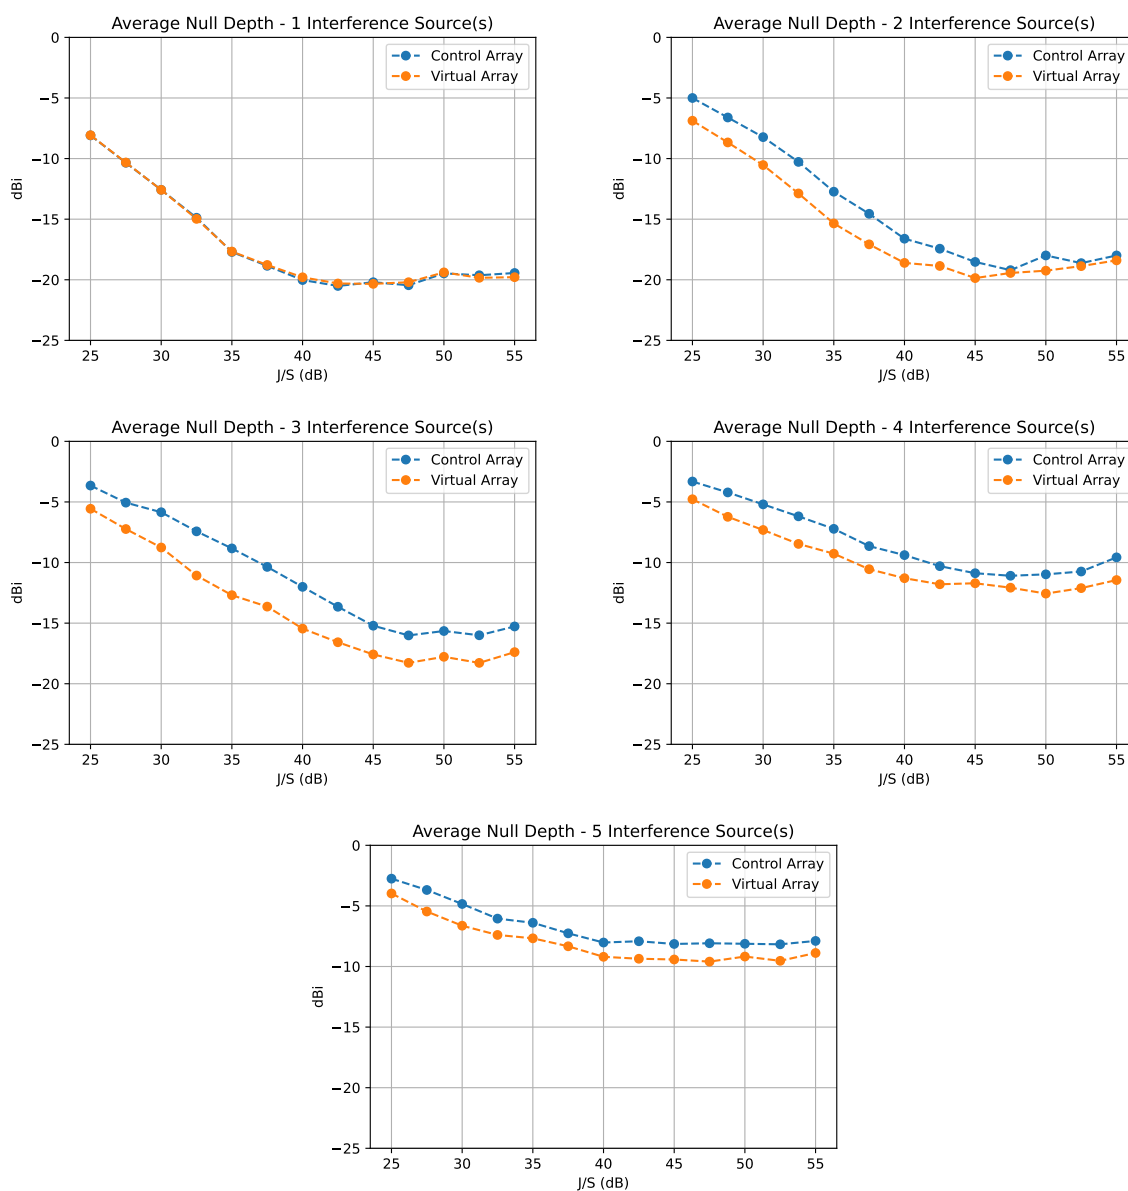 Average Null Depth - 1 Interference Source(s)
0
−5
−10
−15
−20
−25
dBi
Control Array
Virtual Array
25 30 35 40 45 50 55
J/S (dB)
Average Null Depth - 2 Interference Source(s)
0
−5
−10
−15
−20
−25
dBi
Control Array
Virtual Array
25 30 35 40 45 50 55
J/S (dB)
Average Null Depth - 3 Interference Source(s)
0
−5
−10
−15
−20
−25
dBi
Control Array
Virtual Array
25 30 35 40 45 50 55
J/S (dB)
Average Null Depth - 4 Interference Source(s)
0
−5
−10
−15
−20
−25
dBi
Control Array
Virtual Array
25 30 35 40 45 50 55
J/S (dB)
Average Null Depth - 5 Interference Source(s)
0
−5
−10
−15
−20
−25
dBi
Control Array
Virtual Array
25 30 35 40 45 50 55
J/S (dB)